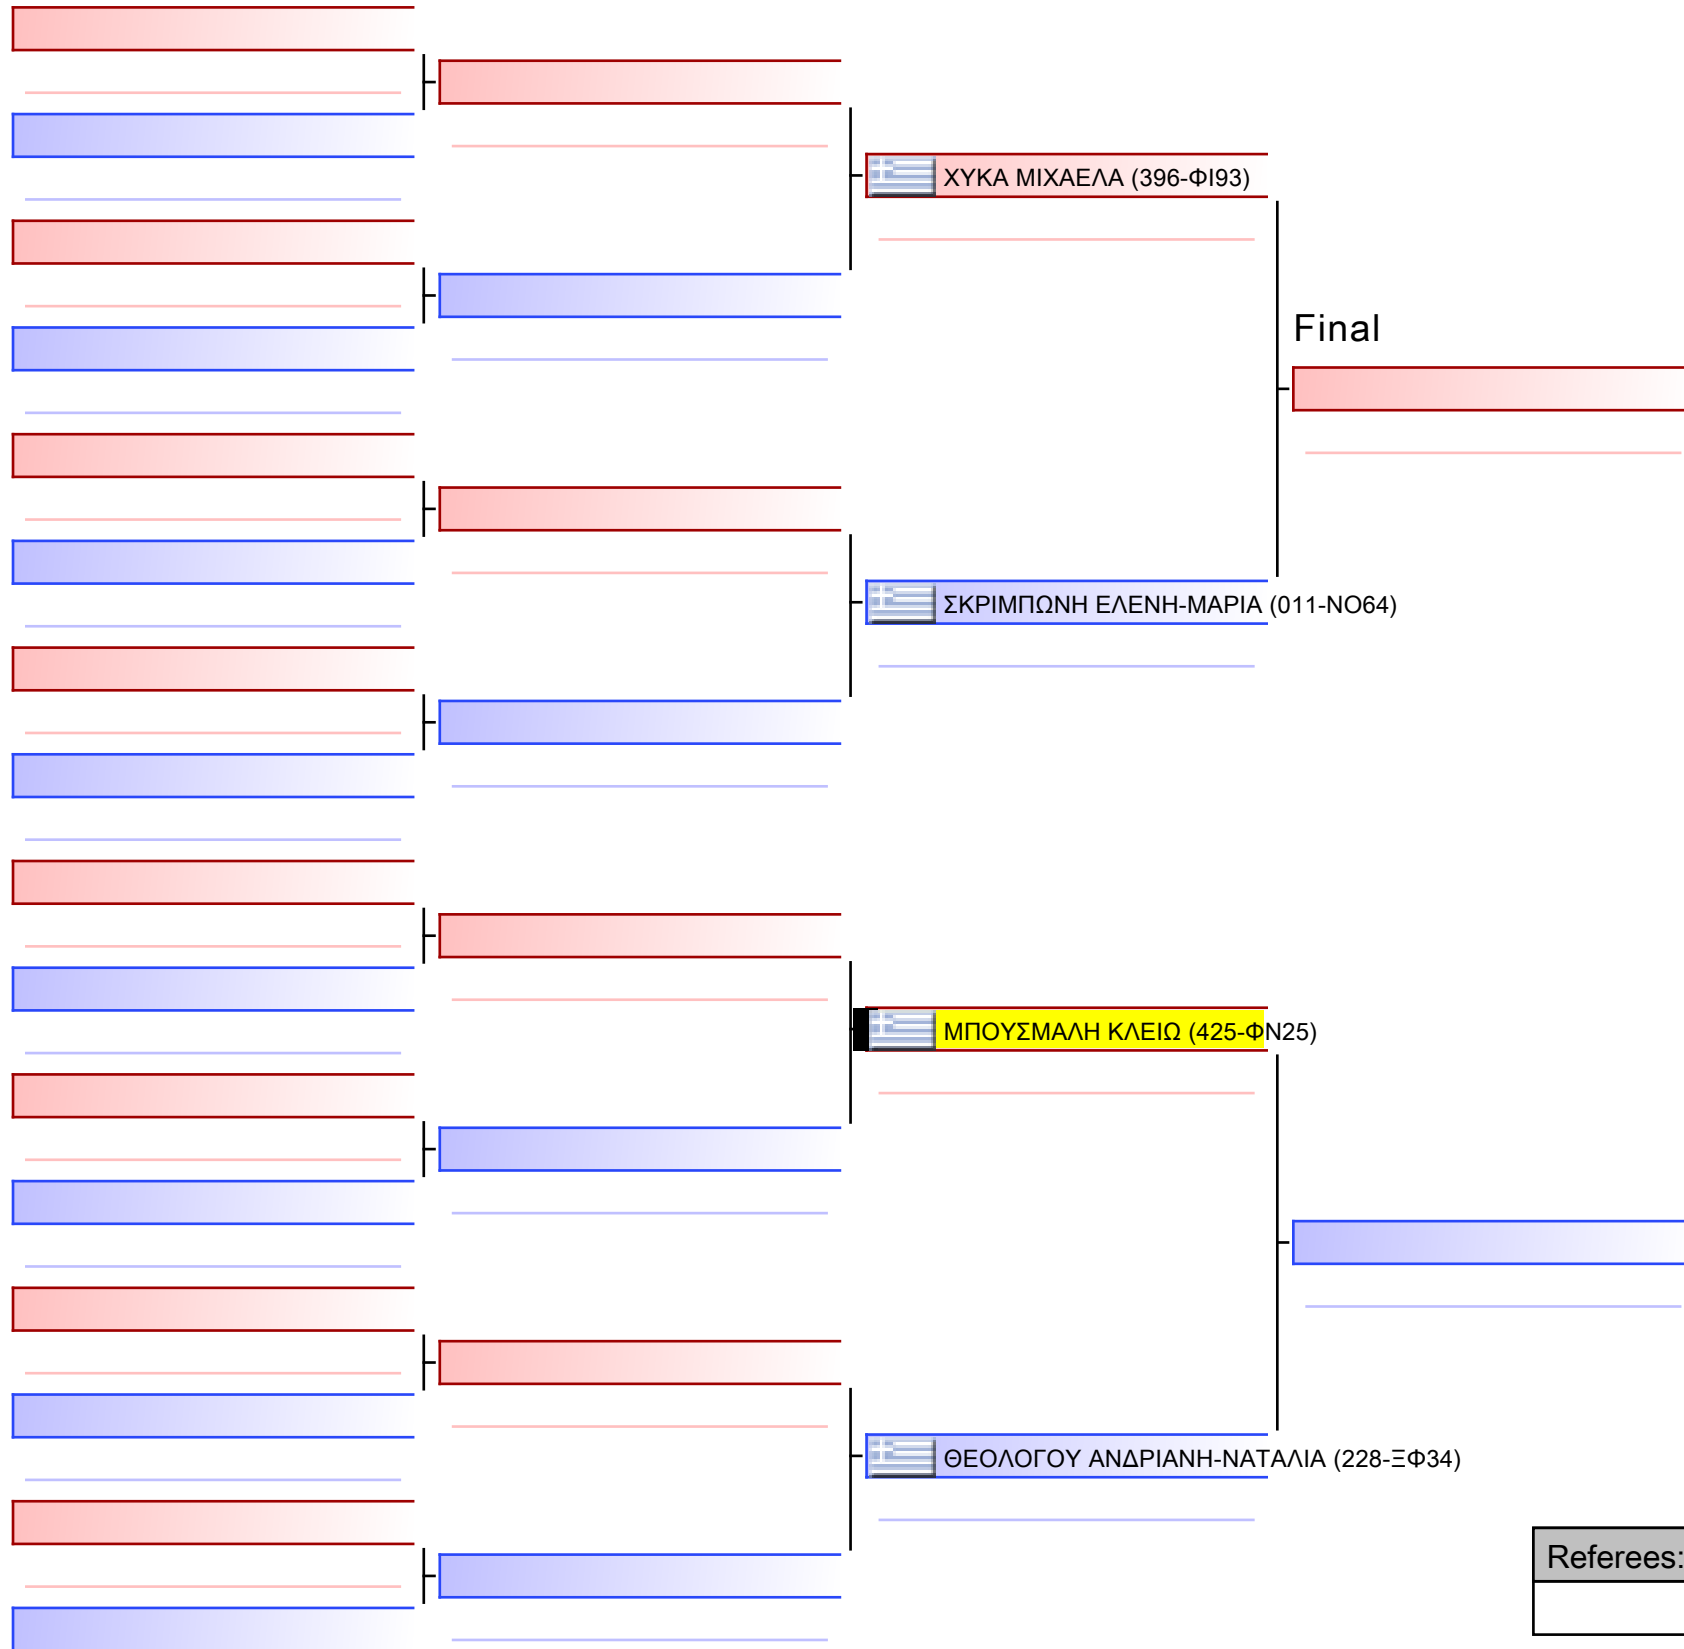 ΧΥΚΑ ΜΙΧΑΕΛΑ (396-ΦΙ93)
Final
ΣΚΡΙΜΠΩΝΗ ΕΛΕΝΗ-ΜΑΡΙΑ (011-ΝΟ64)
ΜΠΟΥΣΜΑΛΗ ΚΛΕΙΩ (425-ΦΝ25)
ΘΕΟΛΟΓΟΥ ΑΝΔΡΙΑΝΗ-ΝΑΤΑΛΙΑ (228-ΞΦ34)
Referees: